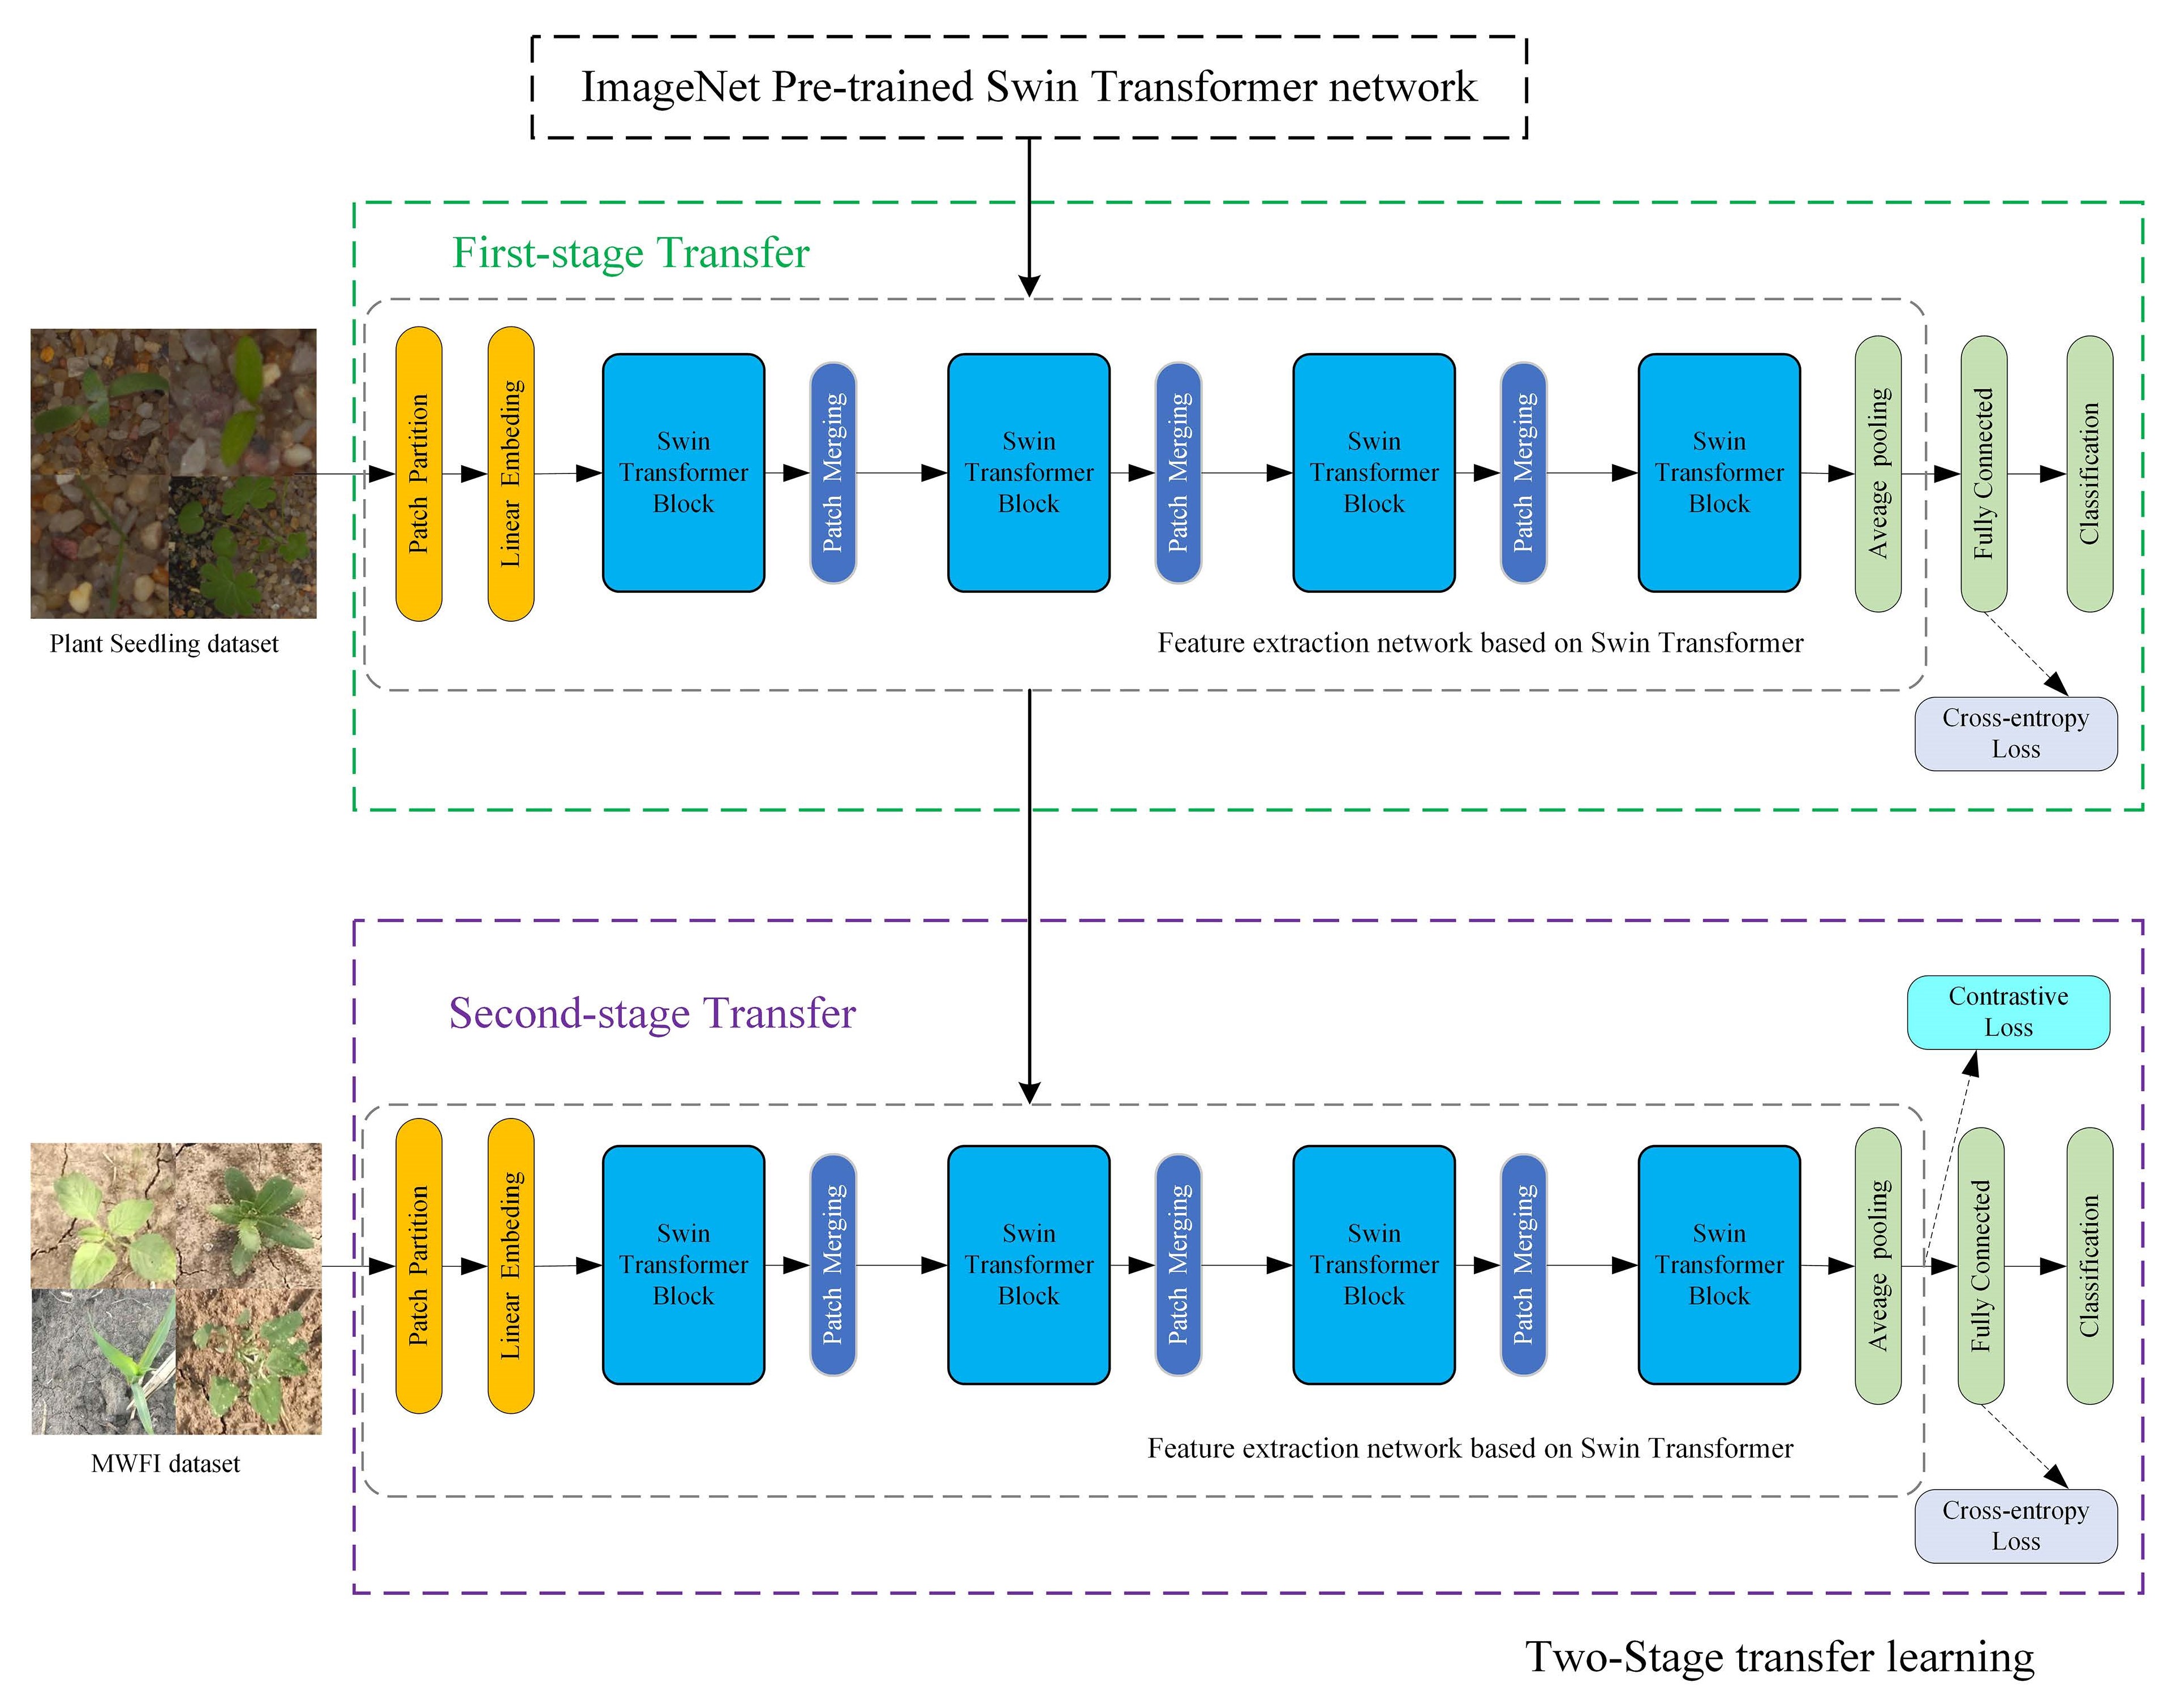 ImageNet Pre-trained Swin Transformer network
First-stage Transfer
Plant Seedling dataset
Patch Partition
Linear Embeding
Swin
Transformer
Block
Patch Merging
Swin
Transformer
Block
Patch Merging
Swin
Transformer
Block
Patch Merging
Swin
Transformer
Block
Aveage pooling
Fully Connected
Classification
Feature extraction network based on Swin Transformer
Cross-entropy
Loss
Second-stage Transfer
Contrastive
Loss
MWFI dataset
Patch Partition
Linear Embeding
Swin
Transformer
Block
Patch Merging
Swin
Transformer
Block
Patch Merging
Swin
Transformer
Block
Patch Merging
Swin
Transformer
Block
Aveage pooling
Fully Connected
Classification
Feature extraction network based on Swin Transformer
Cross-entropy
Loss
Two-Stage transfer learning